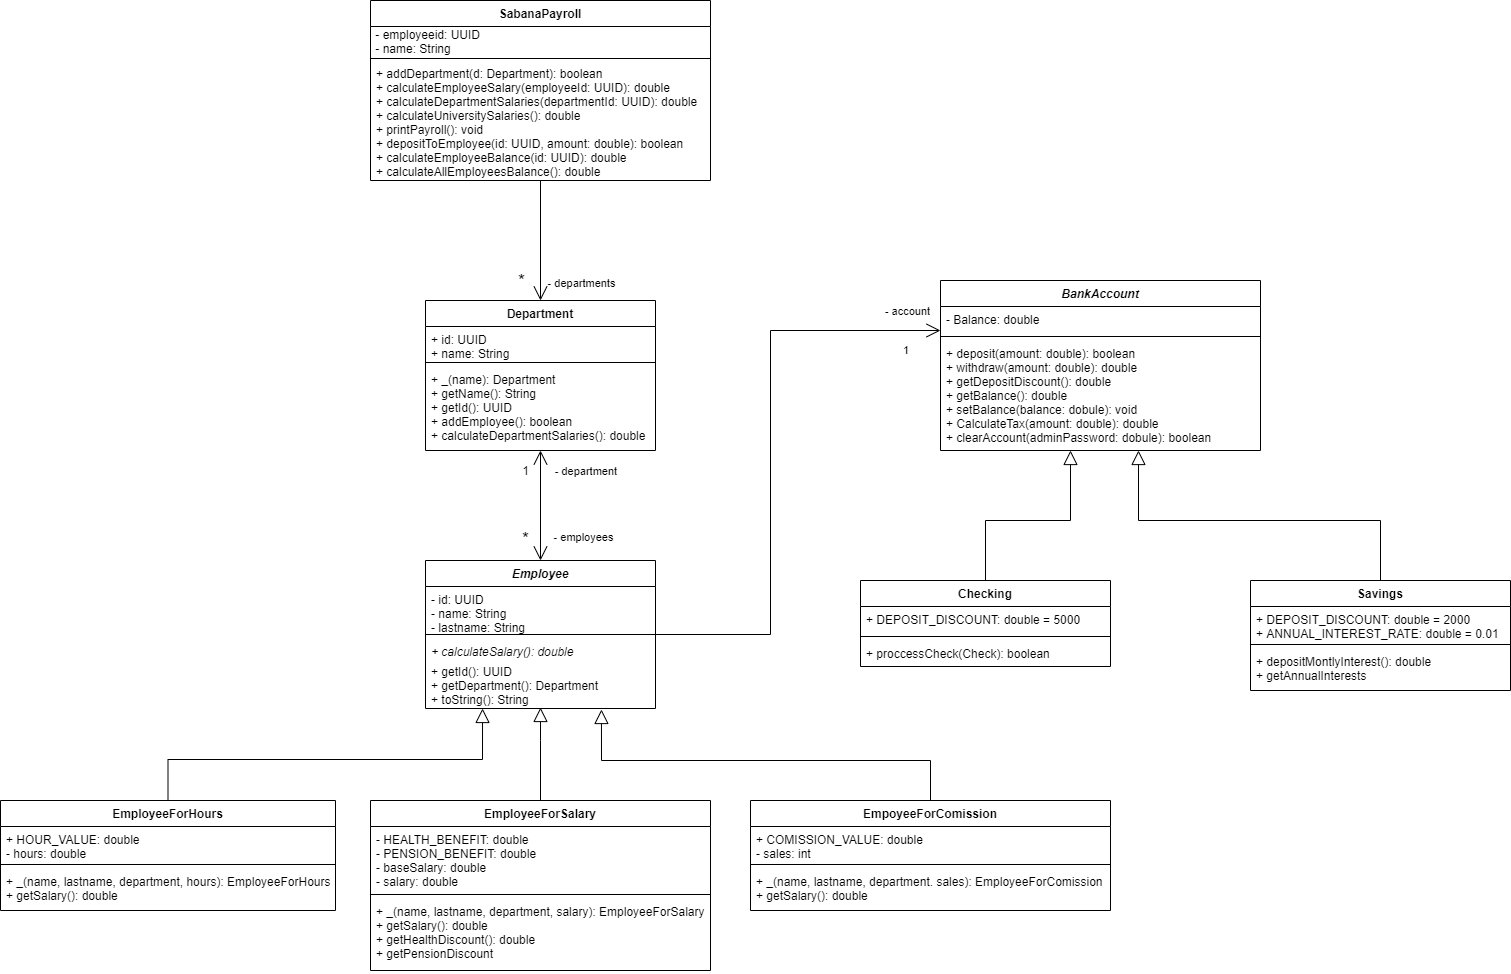 SabanaPayroll
- employeeid: UUID
- name: String
+ addDepartment(d: Department): boolean
+ calculateEmployeeSalary(employeeId: UUID): double
+ calculateDepartmentSalaries(departmentId: UUID): double
+ calculateUniversitySalaries(): double
+ printPayroll(): void
+ depositToEmployee(id: UUID, amount: double): boolean
+ calculateEmployeeBalance(id: UUID): double
+ calculateAllEmployeesBalance(): double
*
- departments
Department
+ id: UUID
+ name: String
+ _(name): Department
+ getName(): String
+ getId(): UUID
+ addEmployee(): boolean
+ calculateDepartmentSalaries(): double
1
- department
*
- employees
- account
1
BankAccount
- Balance: double
+ deposit(amount: double): boolean
+ withdraw(amount: double): double
+ getDepositDiscount(): double
+ getBalance(): double
+ setBalance(balance: dobule): void
+ CalculateTax(amount: double): double
+ clearAccount(adminPassword: dobule): boolean
Employee
- id: UUID
- name: String
- lastname: String
+ calculateSalary(): double
+ getId(): UUID
+ getDepartment(): Department
+ toString(): String
Checking
+ DEPOSIT_DISCOUNT: double = 5000
+ proccessCheck(Check): boolean
Savings
+ DEPOSIT_DISCOUNT: double = 2000
+ ANNUAL_INTEREST_RATE: double = 0.01
+ depositMontlyInterest(): double
+ getAnnualInterests
EmployeeForHours
+ HOUR_VALUE: double
- hours: double
+ _(name, lastname, department, hours): EmployeeForHours
+ getSalary(): double
EmployeeForSalary
- HEALTH_BENEFIT: double
- PENSION_BENEFIT: double
- baseSalary: double
- salary: double
+ _(name, lastname, department, salary): EmployeeForSalary
+ getSalary(): double
+ getHealthDiscount(): double
+ getPensionDiscount
EmpoyeeForComission
+ COMISSION_VALUE: double
- sales: int
+ _(name, lastname, department. sales): EmployeeForComission
+ getSalary(): double